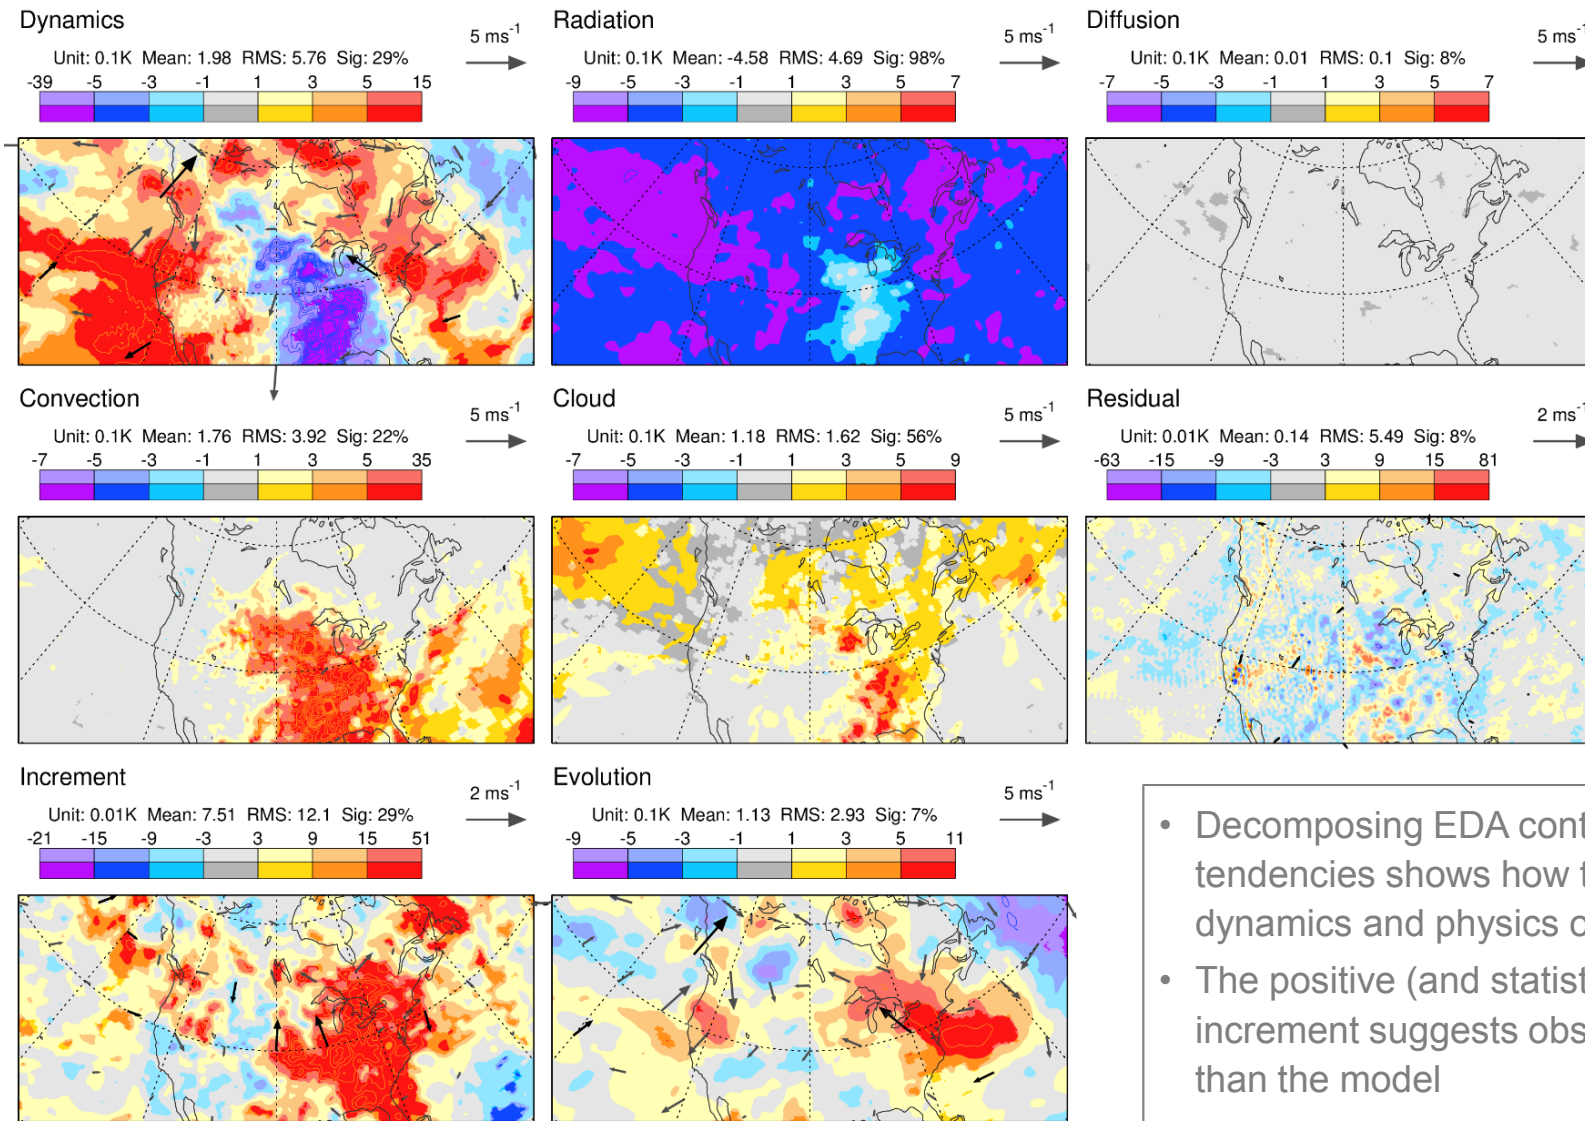 Dynamics
5 ms-1
Unit: 0.1K Mean: 1.98 RMS: 5.76 Sig: 29%
-39 -5 -3 -1 1 3 5 15
Radiation
5 ms-1
Unit: 0.1K Mean: -4.58 RMS: 4.69 Sig: 98%
-9 -5 -3 -1 1 3 5 7
Diffusion
5 ms-1
Unit: 0.1K Mean: 0.01 RMS: 0.1 Sig: 8%
-7 -5 -3 -1 1 3 5 7
Convection
5 ms-1
Unit: 0.1K Mean: 1.76 RMS: 3.92 Sig: 22%
-7 -5 -3 -1 1 3 5 35
Cloud
5 ms-1
Unit: 0.1K Mean: 1.18 RMS: 1.62 Sig: 56%
-7 -5 -3 -1 1 3 5 9
Residual
2 ms-1
Unit: 0.01K Mean: 0.14 RMS: 5.49 Sig: 8%
-63 -15 -9 -3 3 9 15 81
Increment
2 ms-1
Unit: 0.01K Mean: 7.51 RMS: 12.1 Sig: 29%
-21 -15 -9 -3 3 9 15 51
Evolution
5 ms-1
Unit: 0.1K Mean: 1.13 RMS: 2.93 Sig: 7%
-9 -5 -3 -1 1 3 5 11
• Decomposing EDA
tendencies shows how
dynamics and physics
• The positive (and
increment suggests
than the model